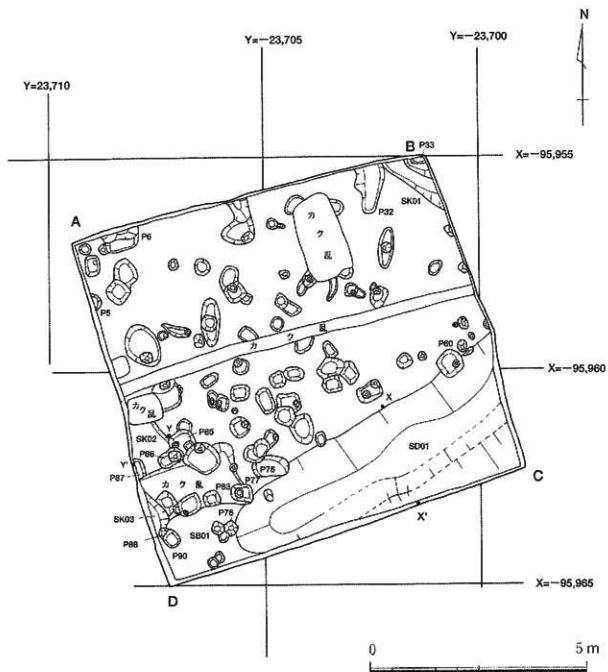 N
Y=−23,705
Y=−23,700
Y=23,710
B P33
X=−95,955
SK01
A
P6
P32
カク乱
P5
カク乱
P60
X=−95,960
カク乱
X
SK02
Y
P85
P86
SD01
Y'
P87
P75
C
カク乱
P83
P77
SK03
P76
X'
P88
SB01
P90
X=−95,965
D
0 5 m